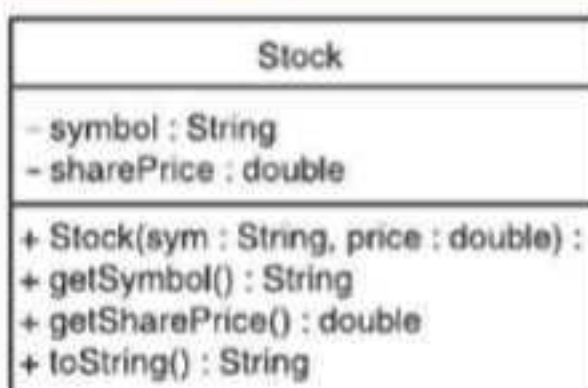 Stock
- symbol : String
- sharePrice : double
+ Stock(sym : String, price : double) :
+ getSymbol() : String
+ getSharePrice() : double
+ toString() : String